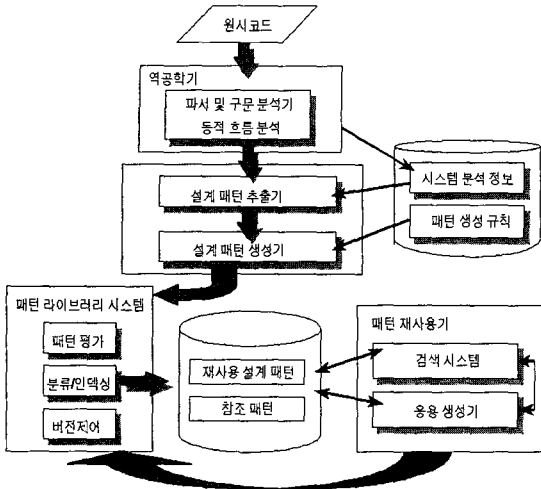 원시코드
역공학기
파서 및 구문 분석기
동적 흐름 분석
시스템 분석 정보
설계 패턴 추출기
패턴 생성 규칙
설계 패턴 생성기
패턴 라이브러리 시스템
패턴 재사용기
패턴 평가
검색 시스템
재사용 설계 패턴
분류/인덱싱
참조 패턴
응용 생성기
버전제어